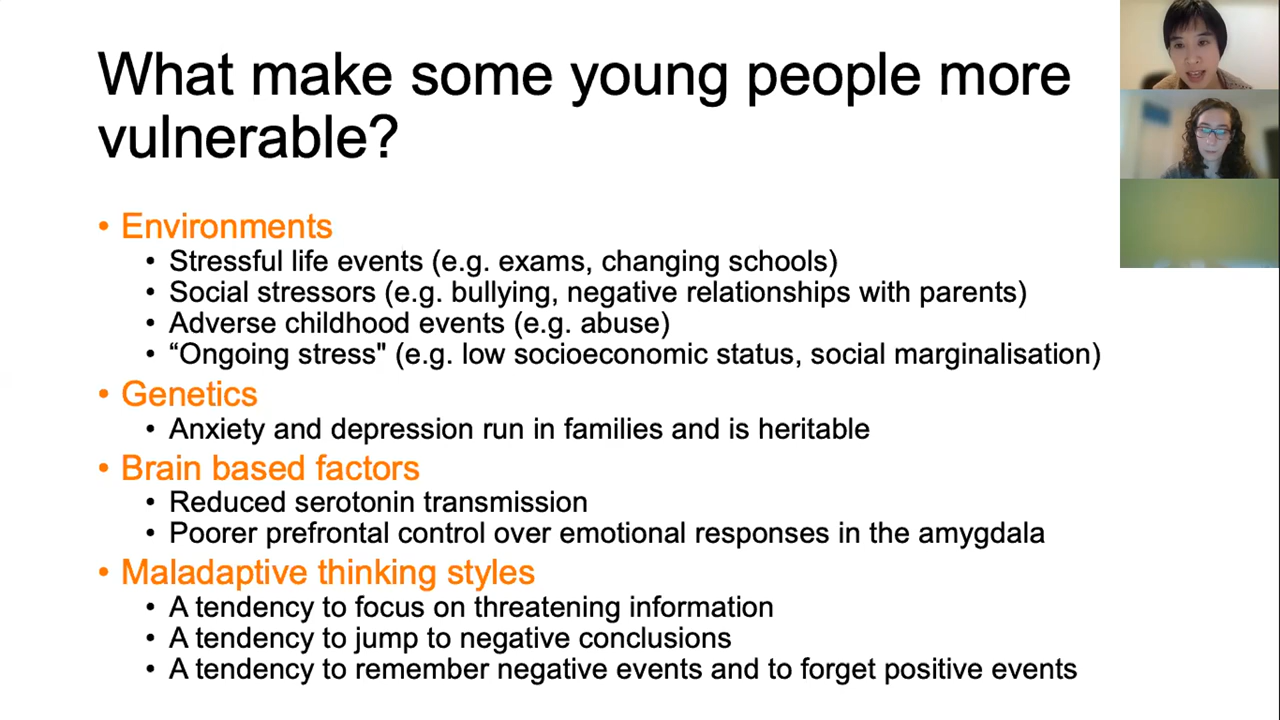 What make some young people more
vulnerable?
• Environments
• Stressful life events (e.g. exams, changing schools)
• Social stressors (e.g. bullying, negative relationships with parents)
• Adverse childhood events (e.g. abuse)
• “Ongoing stress" (e.g. low socioeconomic status, social marginalisation)
• Genetics
• Anxiety and depression run in families and is heritable
• Brain based factors
• Reduced serotonin transmission
• Poorer prefrontal control over emotional responses in the amygdala
• Maladaptive thinking styles
• A tendency to focus on threatening information
• A tendency to jump to negative conclusions
• A tendency to remember negative events and to forget positive events